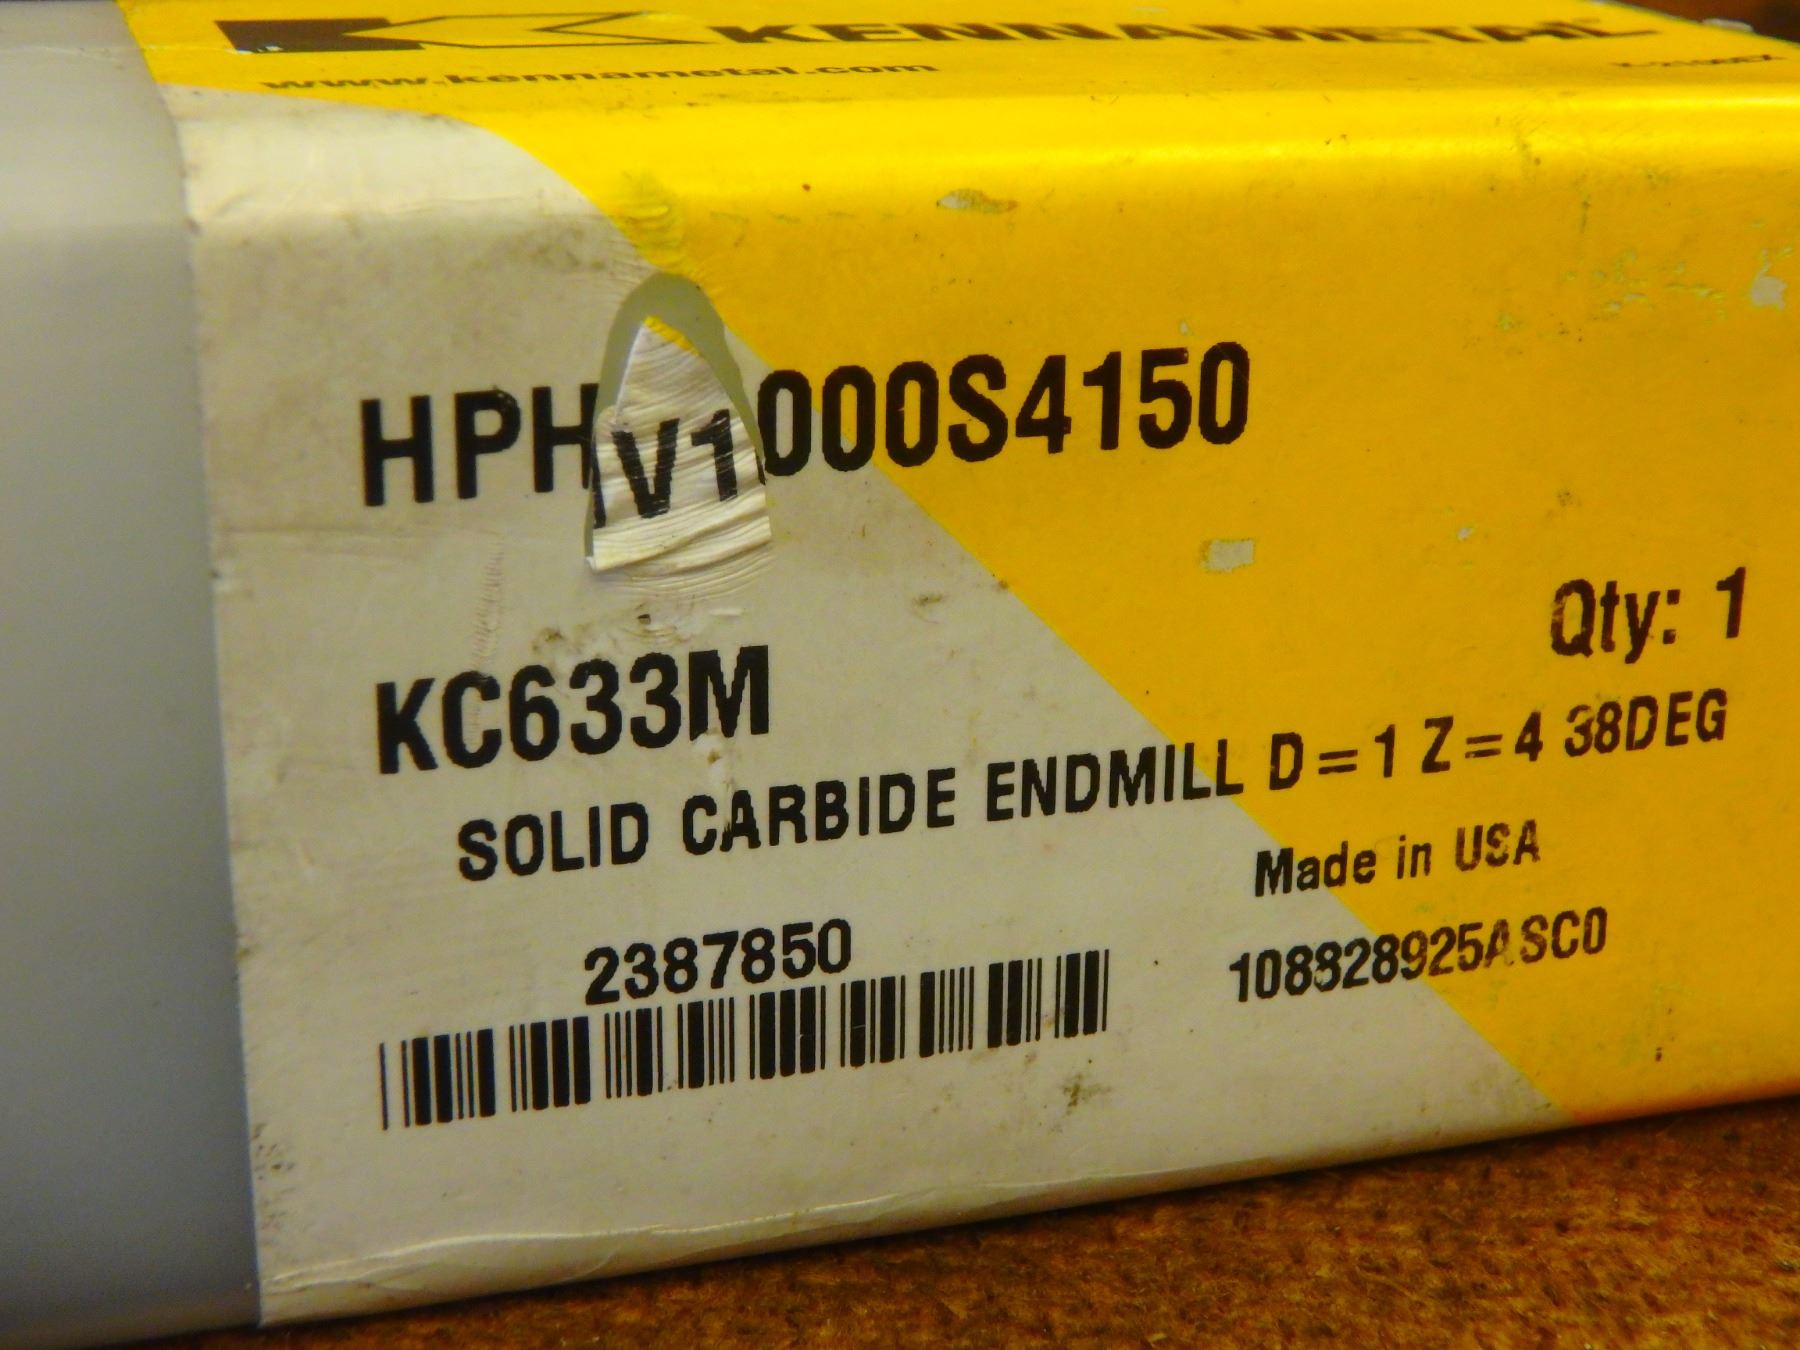 KENNAMETAL
www.kennametal.com
HPHV1000S4150
Qty: 1
KC633M
SOLID CARBIDE ENDMILL D=1 Z=4 38DEG
Made in USA
2387850
108828925ASC0